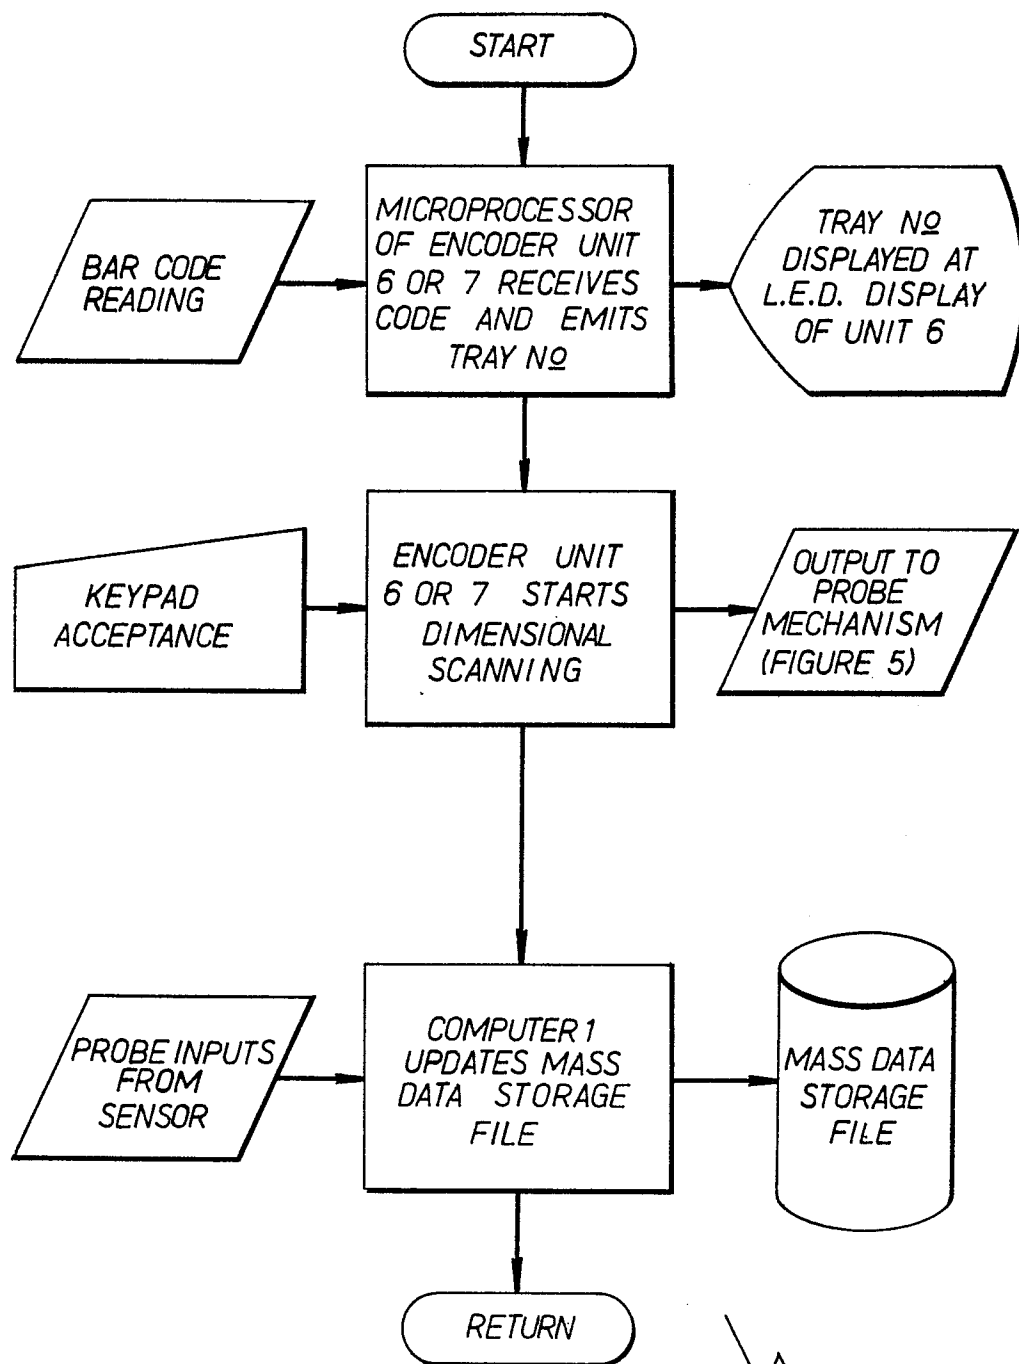 START
BAR CODE
READING
MICROPROCESSOR
OF ENCODER UNIT
6 OR 7 RECEIVES
CODE AND EMITS
TRAY Nº
TRAY Nº
DISPLAYED AT
L.E.D. DISPLAY
OF UNIT 6
KEYPAD
ACCEPTANCE
ENCODER UNIT
6 OR 7 STARTS
DIMENSIONAL
SCANNING
OUTPUT TO
PROBE
MECHANISM
(FIGURE 5)
PROBE INPUTS
FROM
SENSOR
COMPUTER 1
UPDATES MASS
DATA STORAGE
FILE
MASS DATA
STORAGE
FILE
RETURN